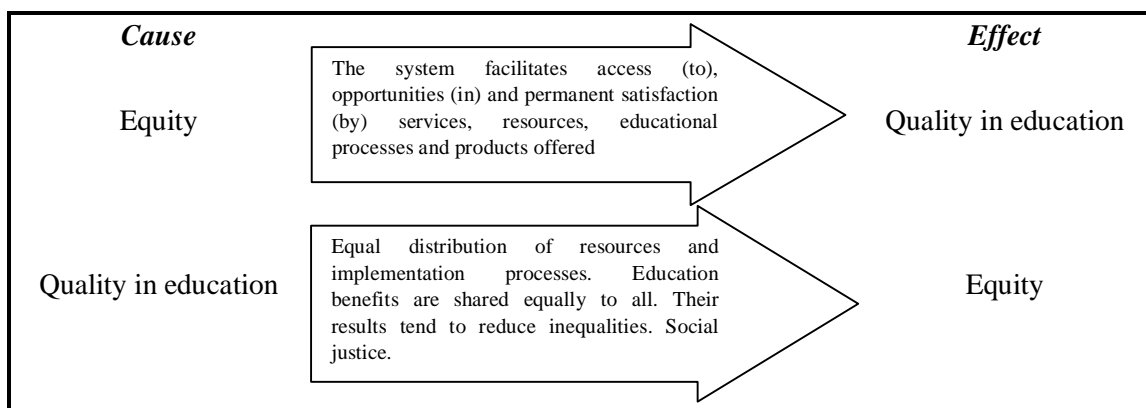 Cause
Effect
The system facilitates access (to),
opportunities (in) and permanent satisfaction
(by) services, resources, educational
processes and products offered
Equity
Quality in education
Equal distribution of resources and
implementation processes. Education
benefits are shared equally to all. Their
results tend to reduce inequalities. Social
justice.
Quality in education
Equity